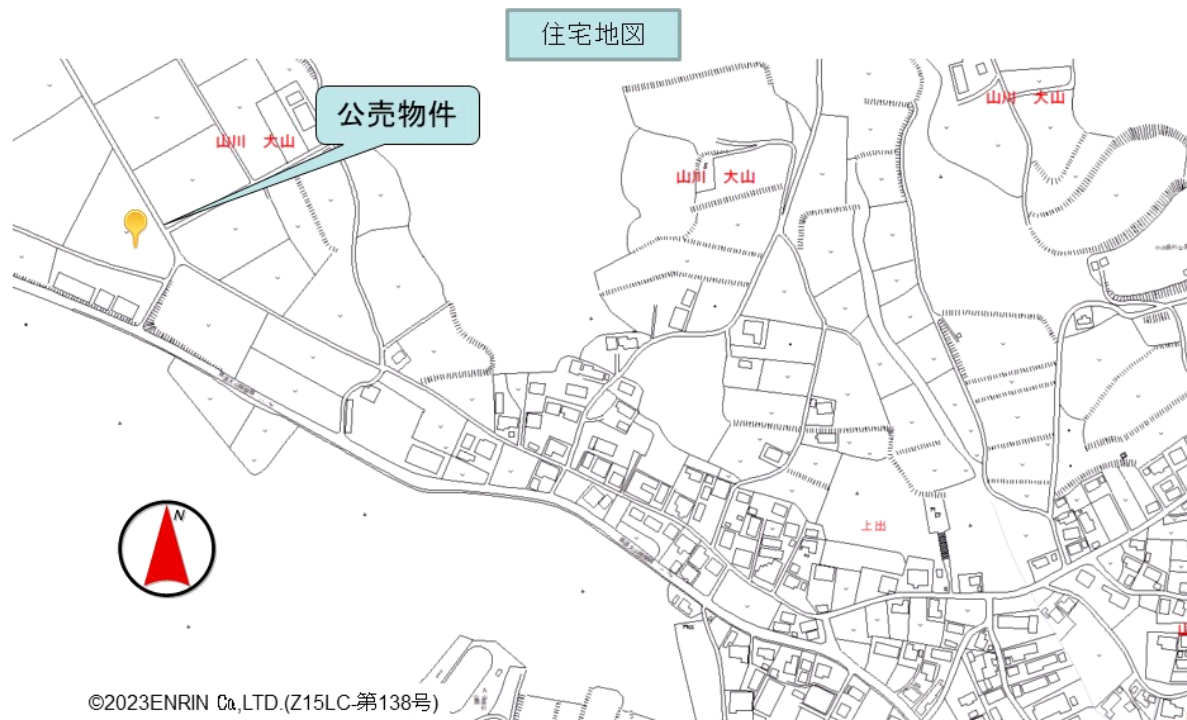 住宅地図
公売物件
山川 大山
山川 大山
山川 大山
上出
N
©2023ENRIN Co,LTD.(Z15LC-第138号)